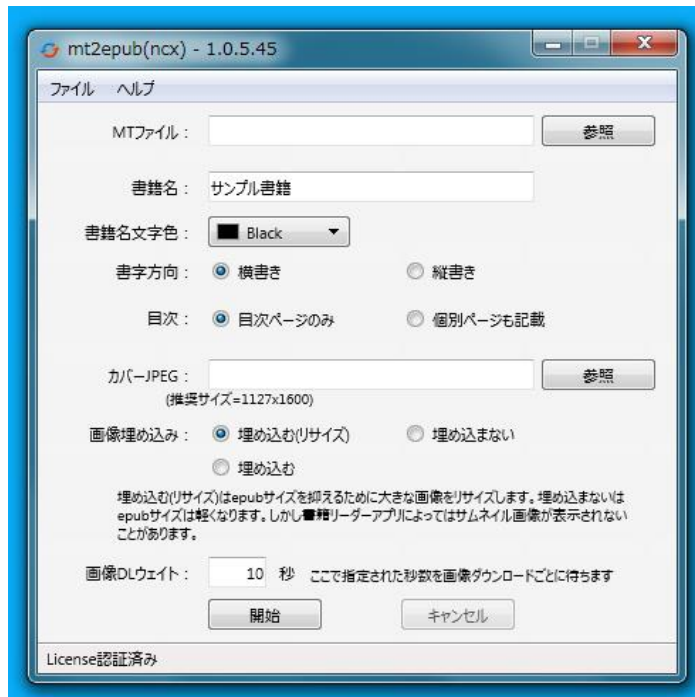 mt2epub(ncx) - 1.0.5.45
ファイル ヘルプ
MTファイル : 参照
書籍名 : サンプル書籍
書籍名文字色 : Black
書字方向 : 横書き 縦書き
目次 : 目次ページのみ 個別ページも記載
カバーJPEG : 参照
(推奨サイズ=1127x1600)
画像埋め込み : 埋め込む(リサイズ) 埋め込まない
埋め込む
埋め込む(リサイズ)はepubサイズを抑えるために大きな画像をリサイズします。埋め込まないは
epubサイズは軽くなります。しかし書籍リーダーアプリによってはサムネイル画像が表示されない
ことがあります。
画像DLウェイト : 10 秒 ここで指定された秒数を画像ダウンロードごとに待ちます
開始 キャンセル
License認証済み